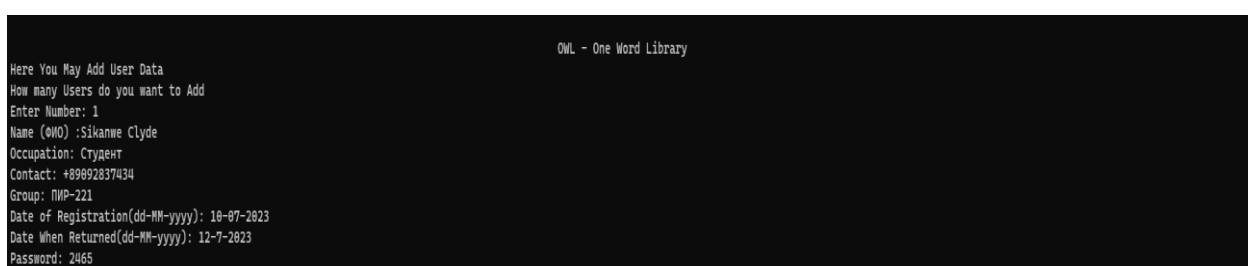 OWL - One Word Library
Here You May Add User Data
How many Users do you want to Add
Enter Number: 1
Name (ФИО) :Sikanwe Clyde
Occupation: Студент
Contact: +89092837434
Group: ПИР-221
Date of Registration(dd-MM-yyyy): 10-07-2023
Date When Returned(dd-MM-yyyy): 12-7-2023
Password: 2465